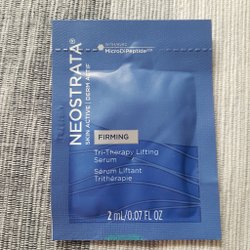 MicroDiPeptide
NEOSTRATA®
SKIN ACTIVE | DERM ACTIF
FIRMING
Tri-Therapy Lifting
Serum
Sérum Liftant
Trithérapie
2 mL/0.07 FL OZ